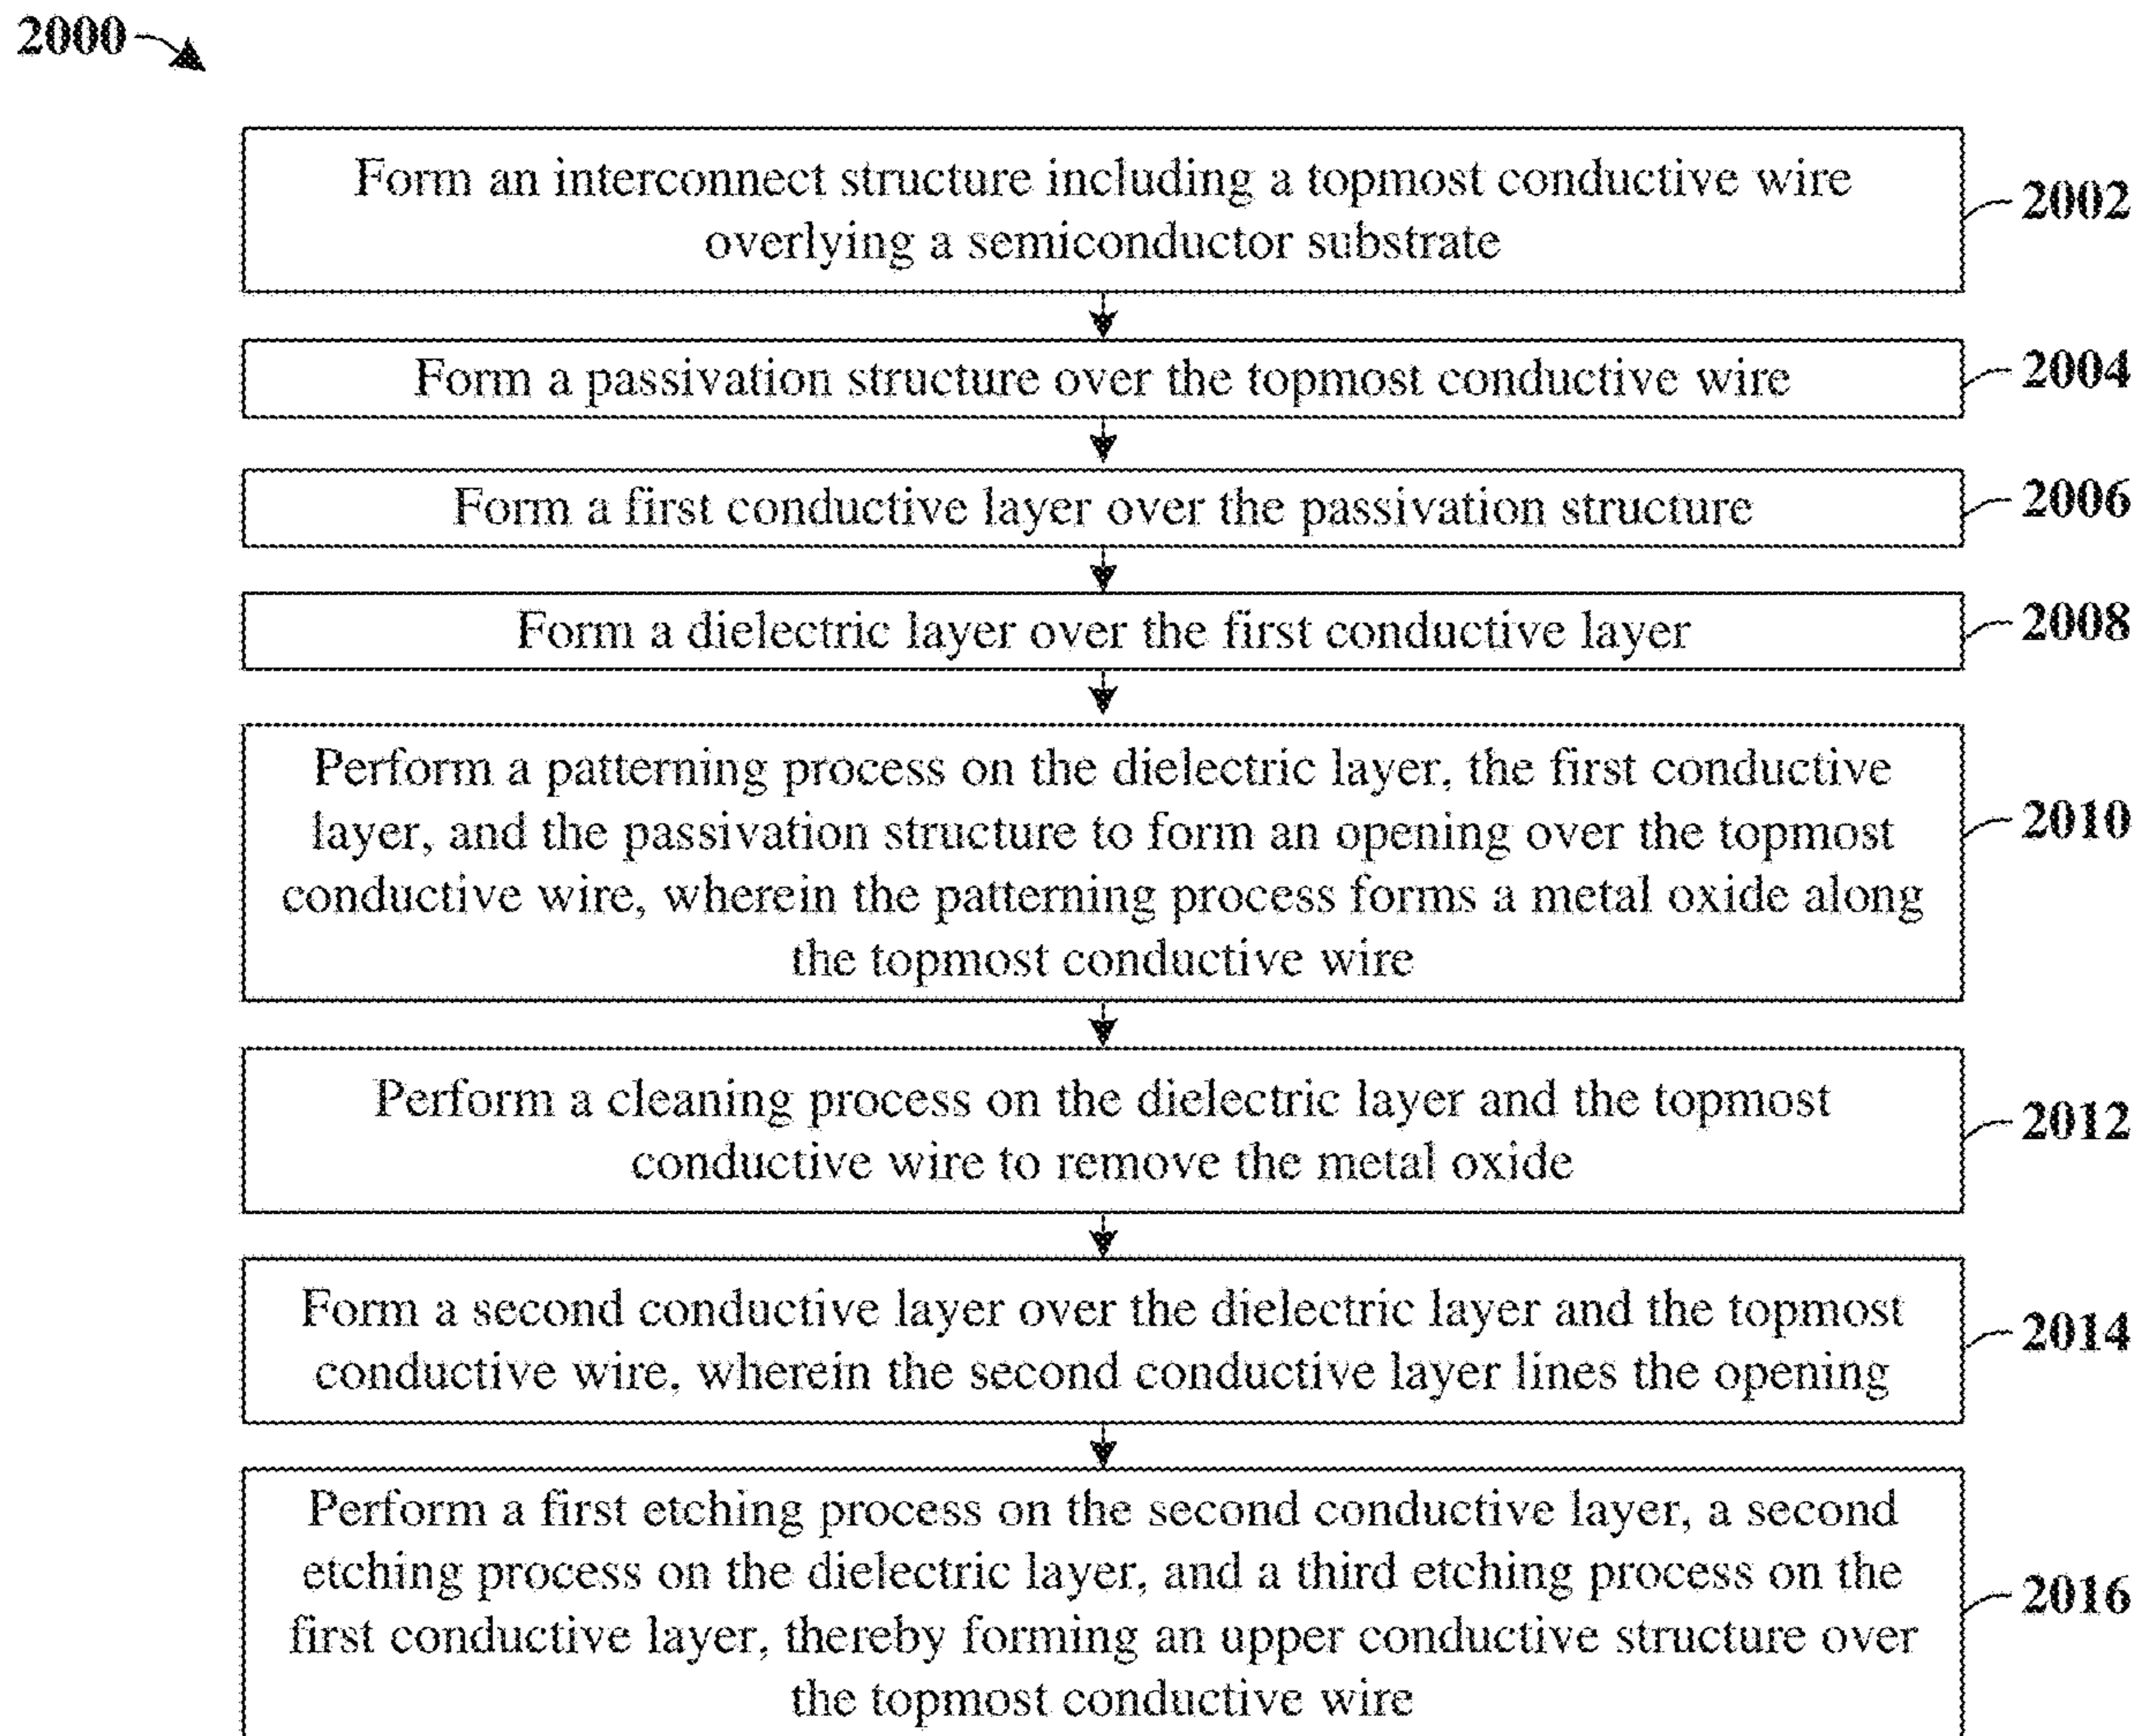 2000
Form an interconnect structure including a topmost conductive wire
overlying a semiconductor substrate
2002
Form a passivation structure over the topmost conductive wire
2004
Form a first conductive layer over the passivation structure
2006
Form a dielectric layer over the first conductive layer
2008
Perform a patterning process on the dielectric layer, the first conductive
layer, and the passivation structure to form an opening over the topmost
conductive wire, wherein the patterning process forms a metal oxide along
the topmost conductive wire
2010
Perform a cleaning process on the dielectric layer and the topmost
conductive wire to remove the metal oxide
2012
Form a second conductive layer over the dielectric layer and the topmost
conductive wire, wherein the second conductive layer lines the opening
2014
Perform a first etching process on the second conductive layer, a second
etching process on the dielectric layer, and a third etching process on the
first conductive layer, thereby forming an upper conductive structure over
the topmost conductive wire
2016